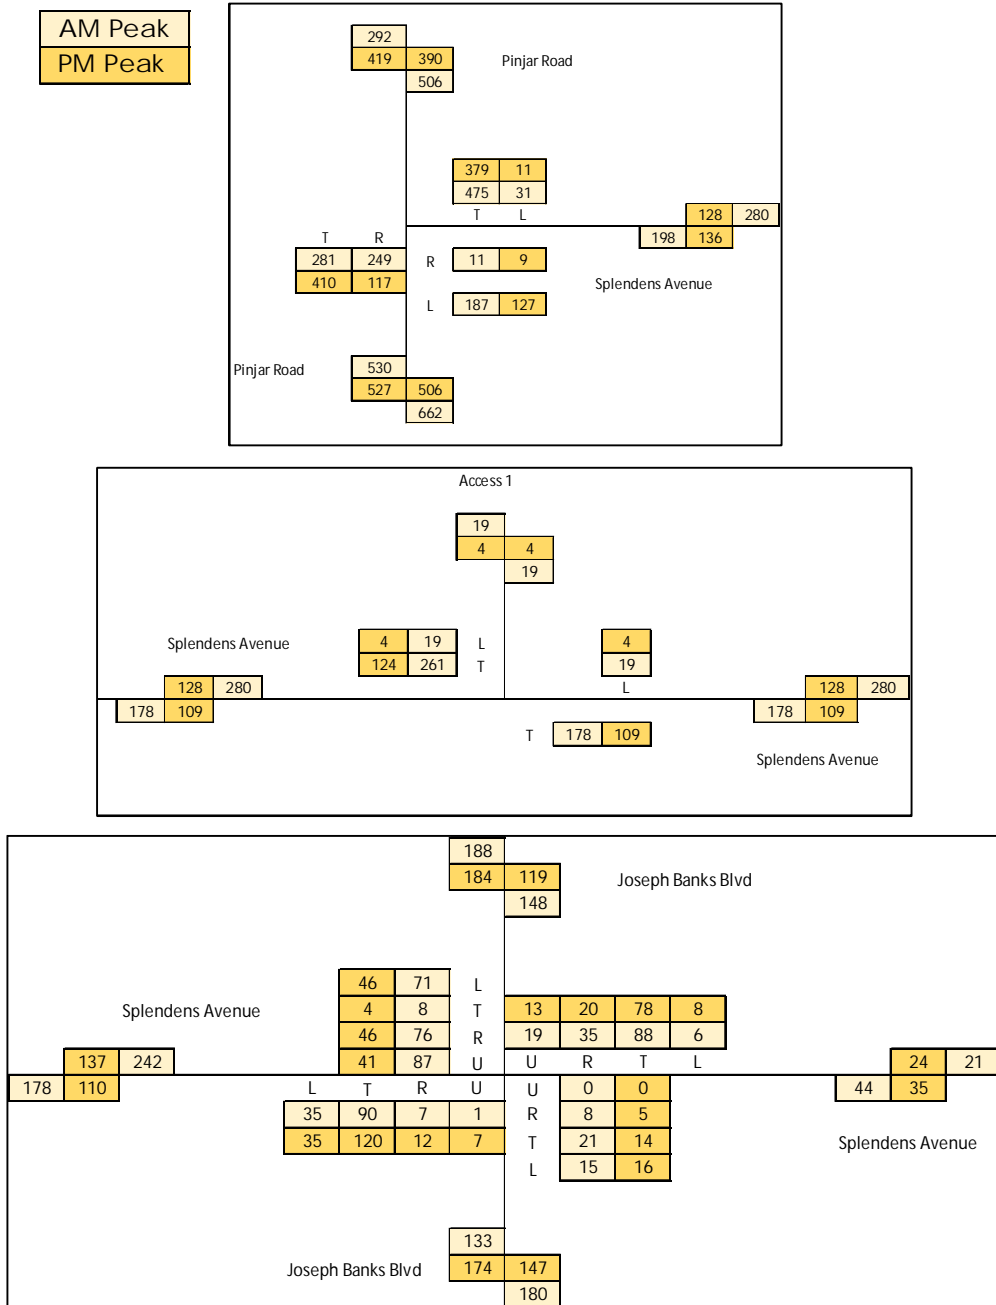 AM Peak
PM Peak
292
419 390
506
Pinjar Road
379 11
475 31
T L
128 280
198 136
T R
281 249
410 117
R 11 9
L 187 127
Splendens Avenue
Pinjar Road
530
527 506
662
Access 1
19
4 4
19
Splendens Avenue
4 19 L
124 261 T
4
19
L
128 280
178 109
128 280
178 109
T 178 109
Splendens Avenue
188
184 119
148
Joseph Banks Blvd
Splendens Avenue
46 71 L
4 8 T
46 76 R
41 87 U
13 20 78 8
19 35 88 6
U R T L
137 242
178 110
24 21
44 35
L T R U
35 90 7 1
35 120 12 7
U 0 0
R 8 5
T 21 14
L 15 16
Splendens Avenue
Joseph Banks Blvd
133
174 147
180